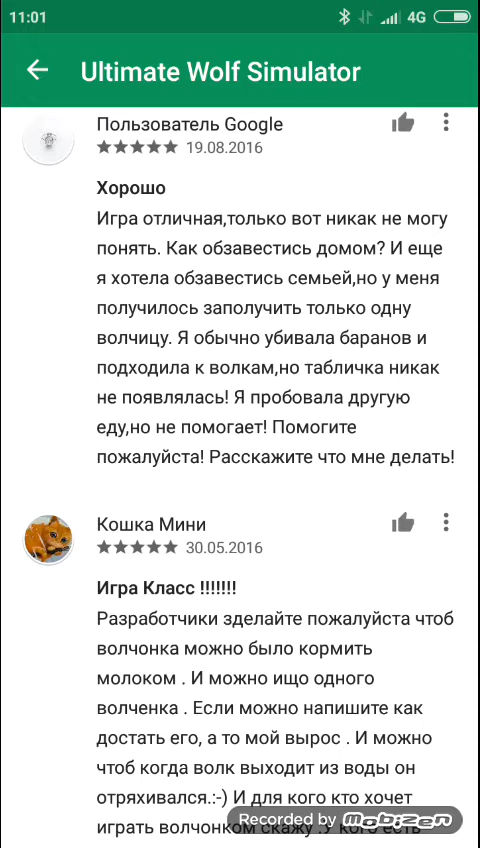 11:01
4G
Ultimate Wolf Simulator
Пользователь Google
19.08.2016
Хорошо
Игра отличная,только вот никак не могу
понять. Как обзавестись домом? И еще
я хотела обзавестись семьей,но у меня
получилось заполучить только одну
волчицу. Я обычно убивала баранов и
подходила к волкам,но табличка никак
не появлялась! Я пробовала другую
еду,но не помогает! Помогите
пожалуйста! Расскажите что мне делать!
Кошка Мини
30.05.2016
Игра Класс !!!!!!!
Разработчики зделайте пожалуйста чтоб
волчонка можно было кормить
молоком . И можно ищо одного
волченка . Если можно напишите как
достать его, а то мой вырос . И можно
чтоб когда волк выходит из воды он
отряхивался.:-) И для кого кто хочет
играть волчонком скажу .У кого есть
Recorded by Mobizen